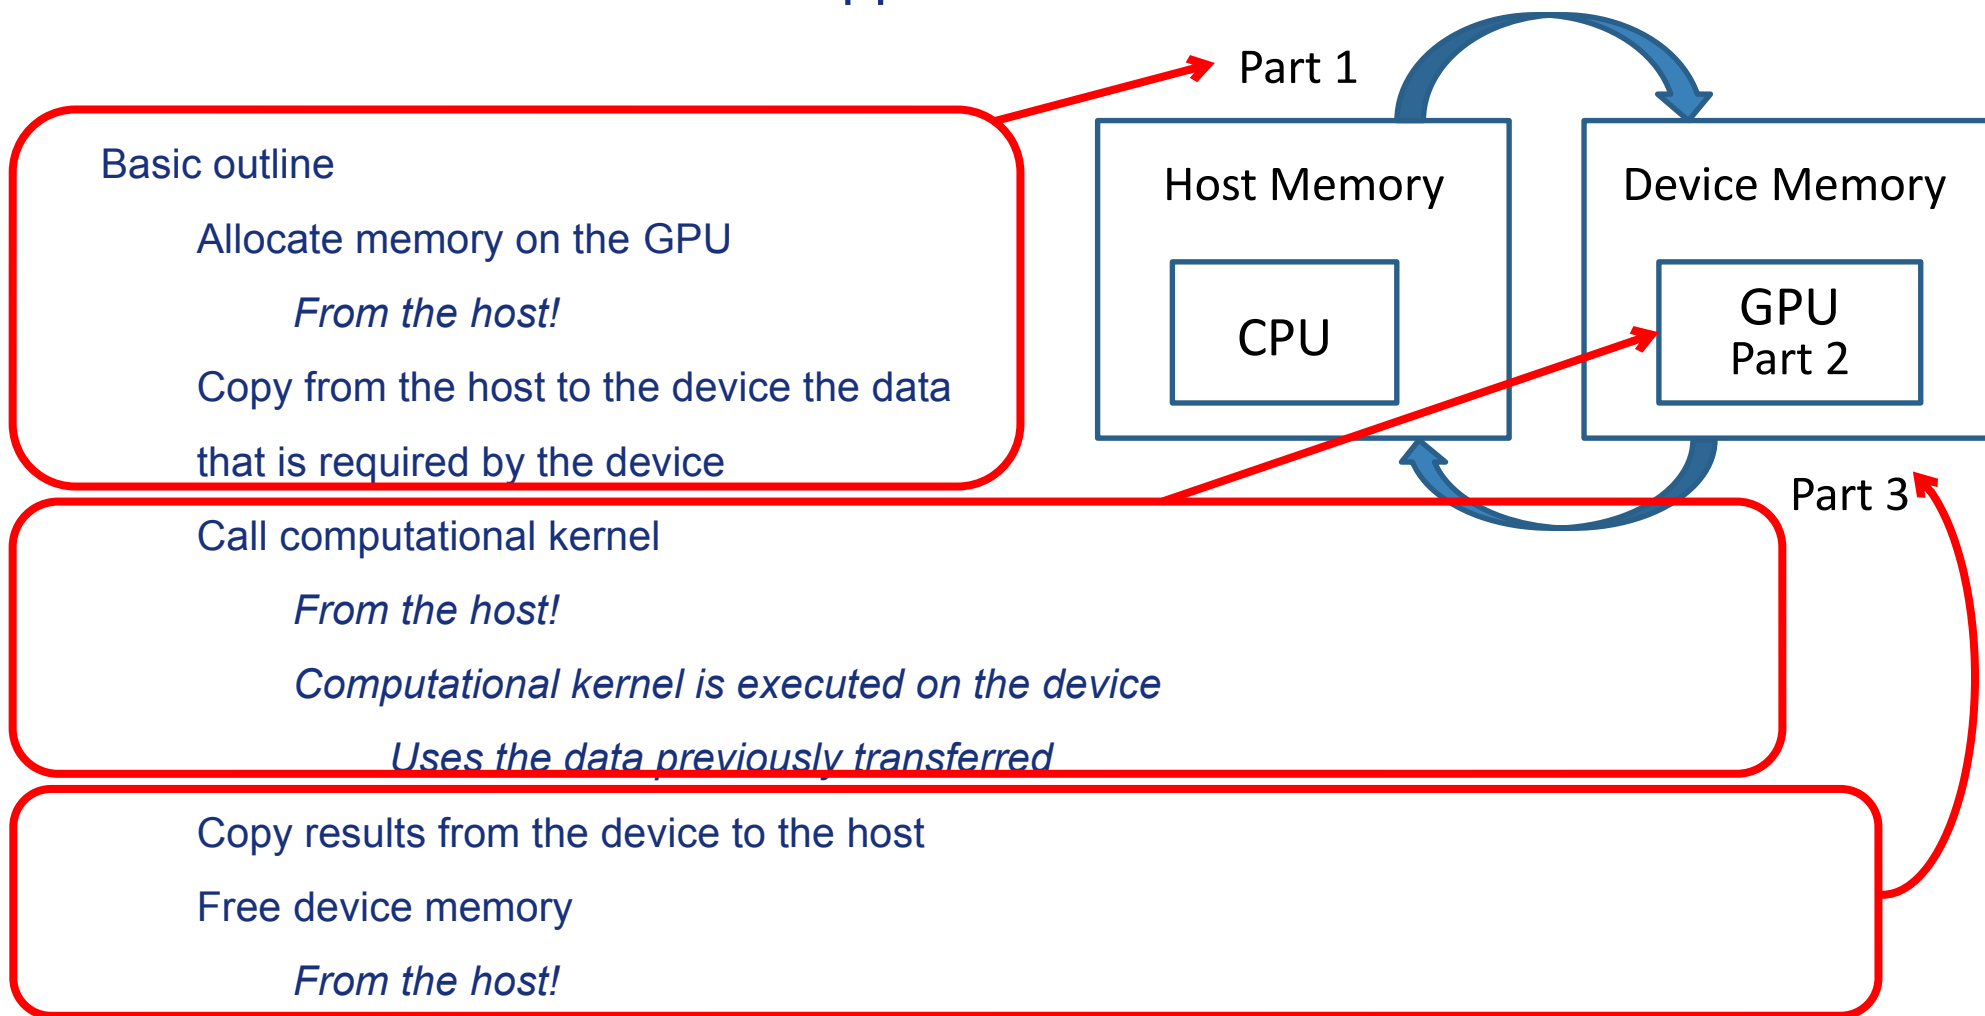 Part 1
Basic outline
Allocate memory on the GPU
From the host!
Copy from the host to the device the data
that is required by the device
Call computational kernel
From the host!
Computational kernel is executed on the device
Uses the data previously transferred
Copy results from the device to the host
Free device memory
From the host!
Host Memory
CPU
Device Memory
GPU
Part 2
Part 3